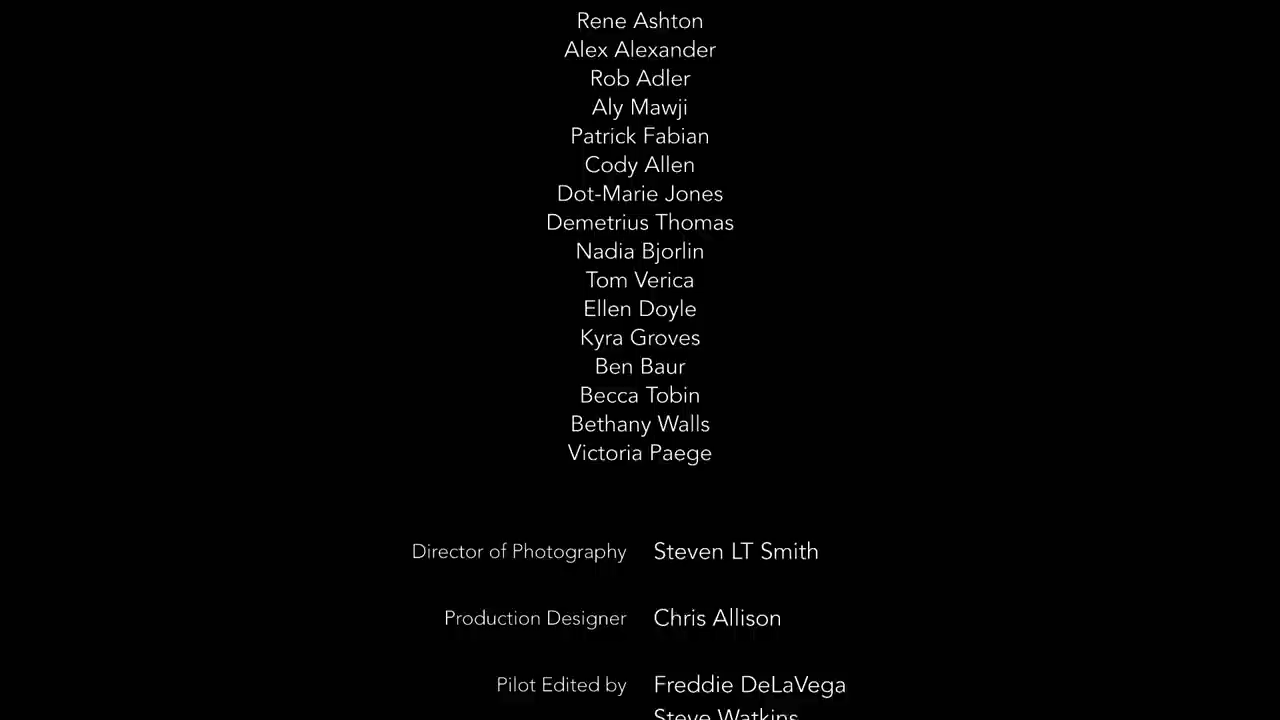 Rene Ashton
Alex Alexander
Rob Adler
Aly Mawji
Patrick Fabian
Cody Allen
Dot-Marie Jones
Demetrius Thomas
Nadia Bjorlin
Tom Verica
Ellen Doyle
Kyra Groves
Ben Baur
Becca Tobin
Bethany Walls
Victoria Paege
Director of Photography Steven LT Smith
Production Designer Chris Allison
Pilot Edited by Freddie DeLaVega
Steve Watkins